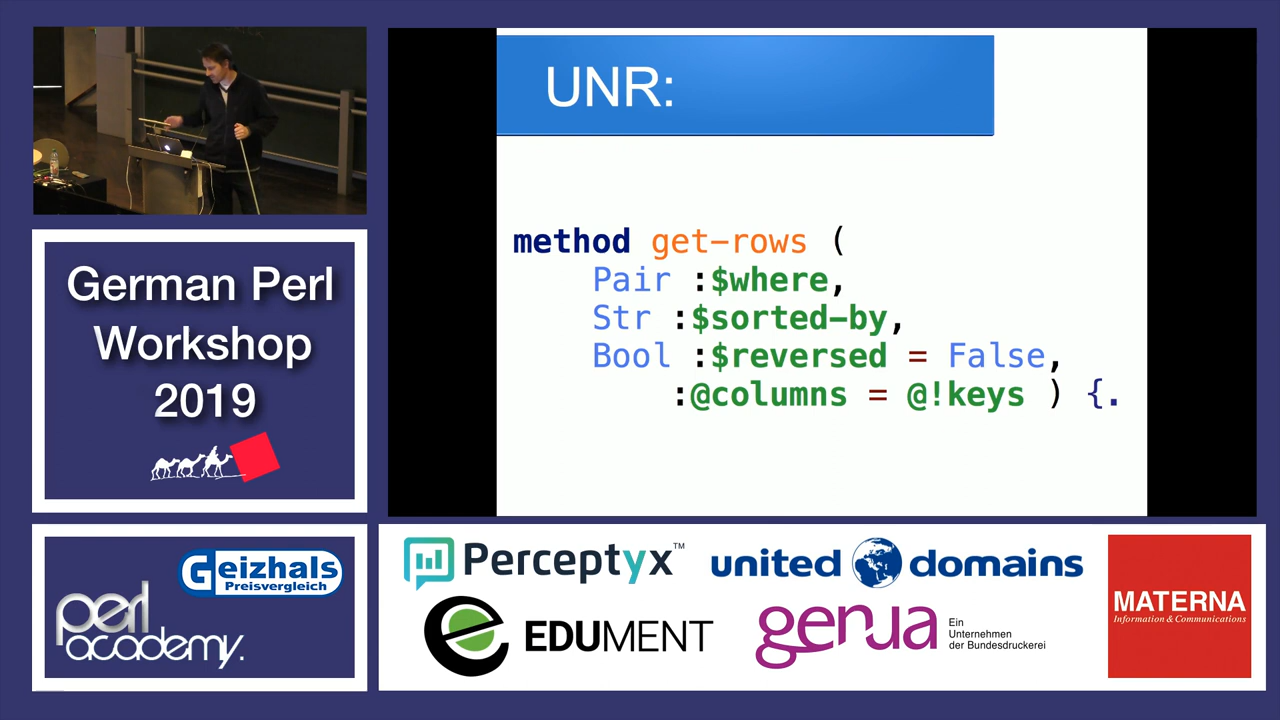 UNR:
method get-rows (
Pair :$where,
Str :$sorted-by,
Bool :$reversed = False,
:@columns = @!keys ) {.
German Perl
Workshop
2019
Geizhals
Preisvergleich
perl
academy.
Perceptyx™
united domains
EDUMENT
genua
Ein
Unternehmen
der Bundesdruckerei
MATERNA
Information & Communications